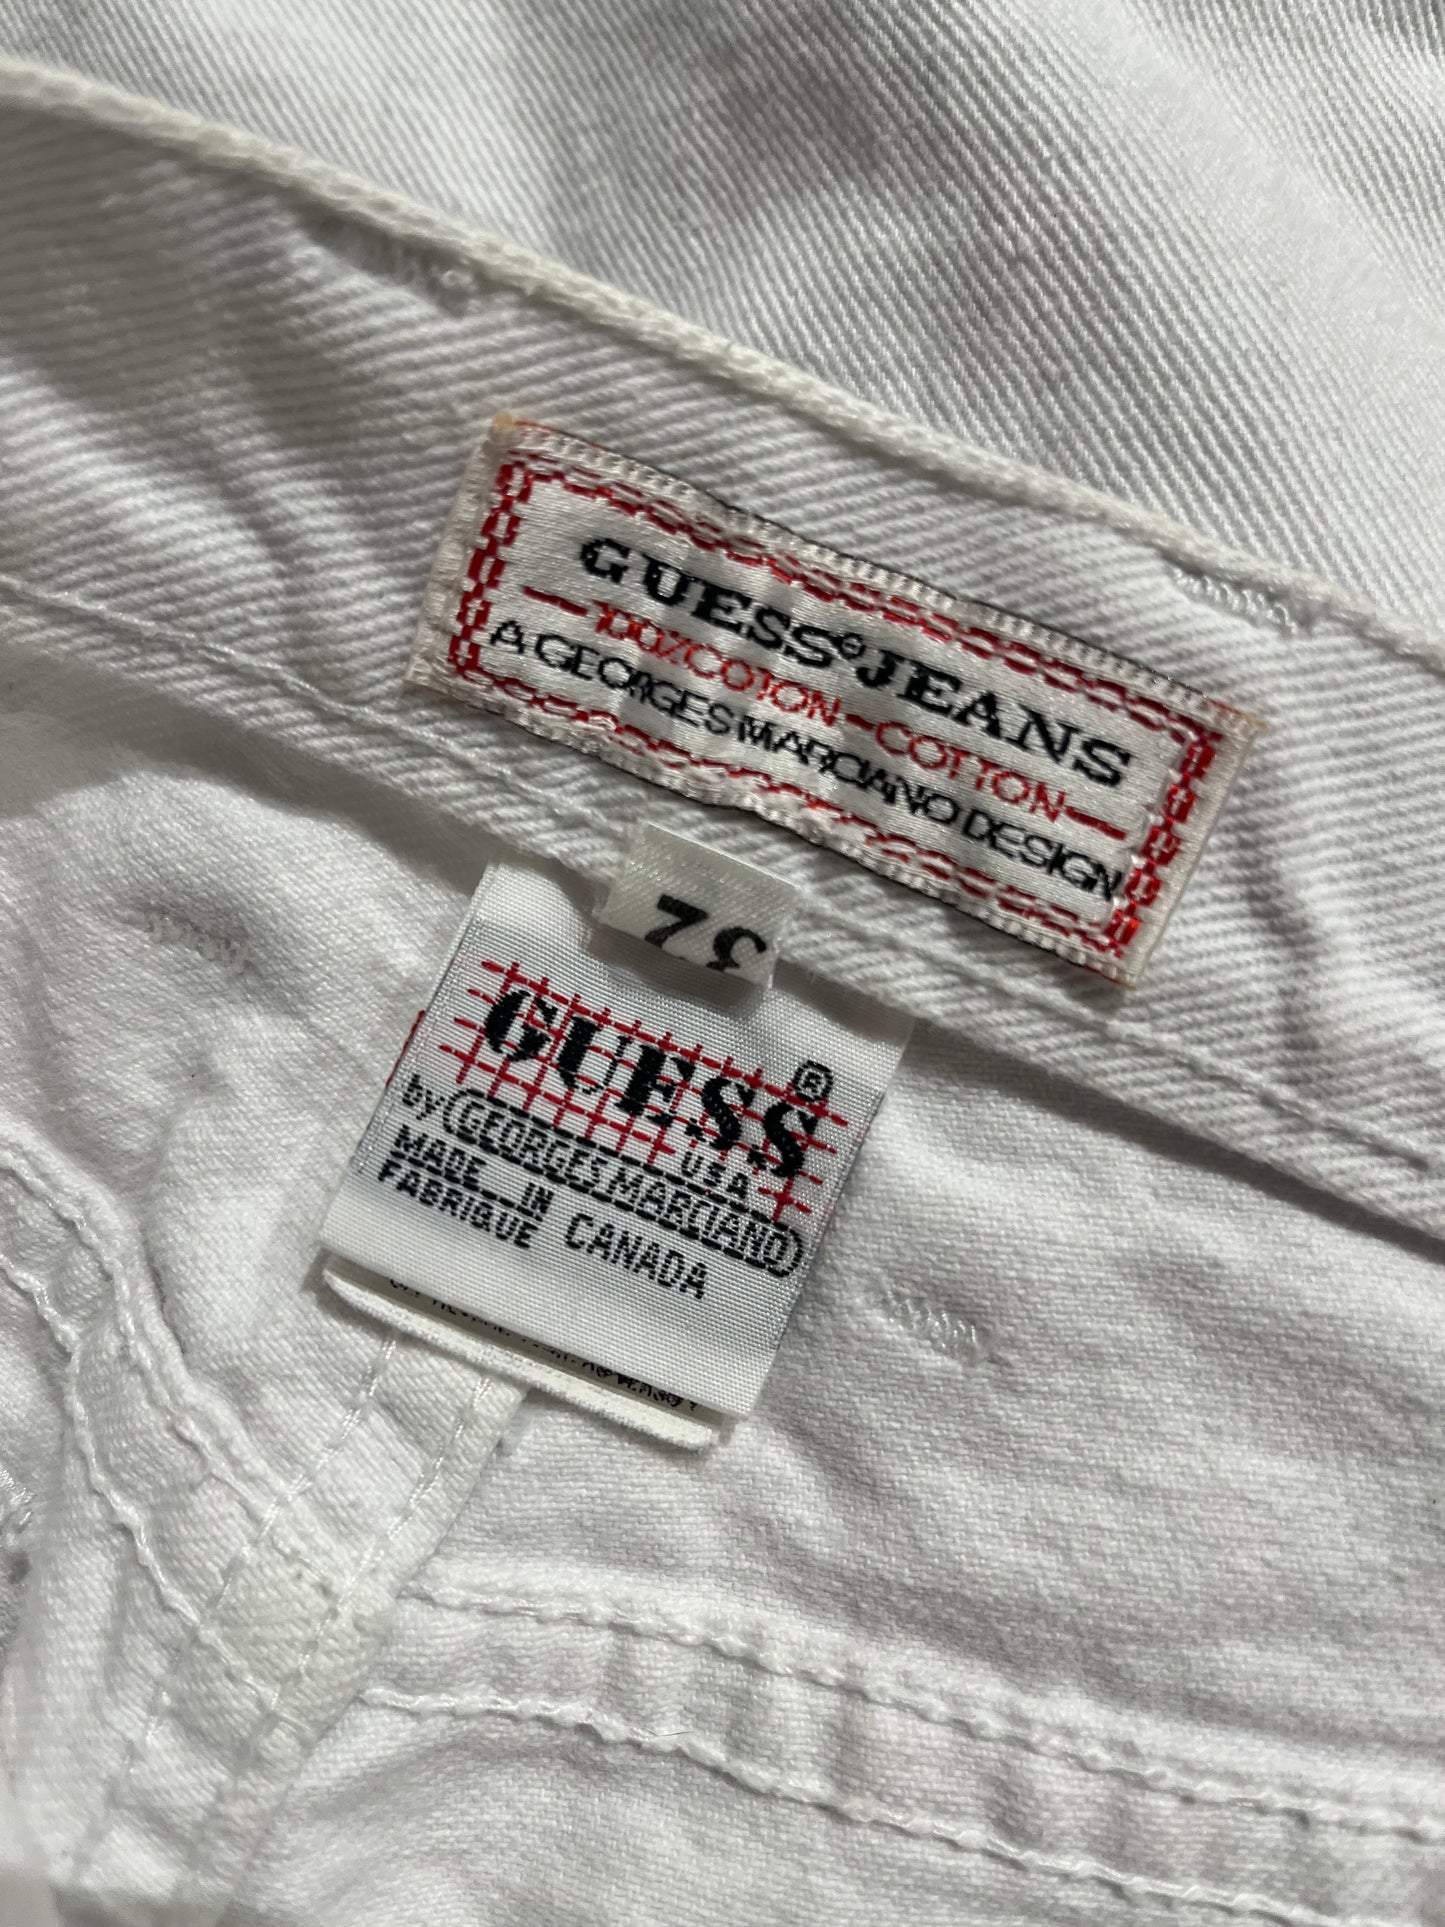 GUESS® JEANS
100% COTON - COTTON
A GEORGES MARCIANO DESIGN
32
GUESS®
USA
by GEORGES MARCIANO
MADE IN
FABRIQUE CANADA